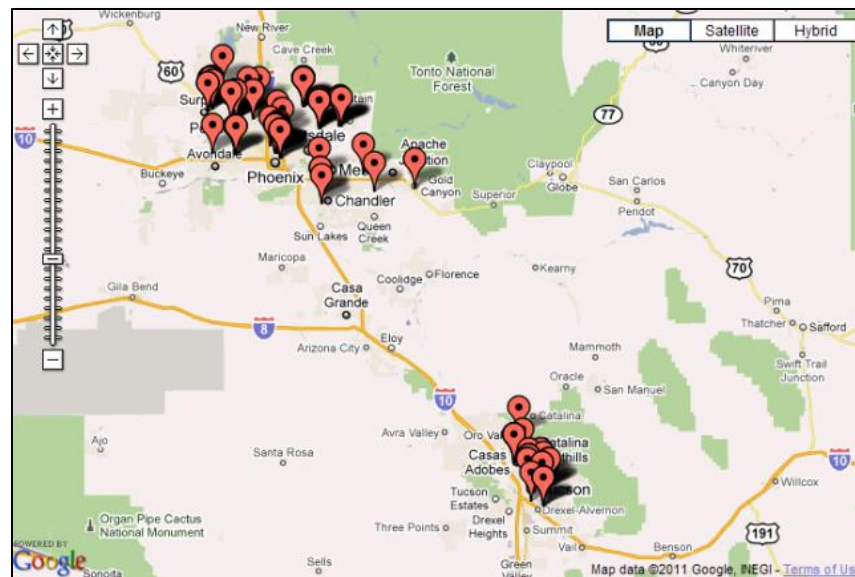 Wickenburg
New River
Cave Creek
Map
Satellite
Hybrid
Whiteriver
Canyon Day
Tonto National
Forest
60
77
10
Avondale
Buckeye
Phoenix
Apache
Gold
Canyon
Chandler
Superior
Claypool
Globe
San Carlos
Peridot
Sun Lakes
Queen
Creek
Maricopa
Coolidge
Florence
Kearny
70
Gila Bend
Casa
Grande
8
Arizona City
Eloy
Pima
Thatcher
Safford
Swift Trail
Junction
Mammoth
Oracle
San Manuel
10
Catalina
Avra Valley
Ajo
Santa Rosa
Casas
Adobes
Tucson
Estates
Drexel-Alvernon
Drexel
Heights
Summit
Three Points
Vail
Benson
Willcox
10
191
Organ Pipe Cactus
National Monument
Sells
Green
Valley
POWERED BY
Google
Sonoita
Map data ©2011 Google, INEGI - Terms of Us